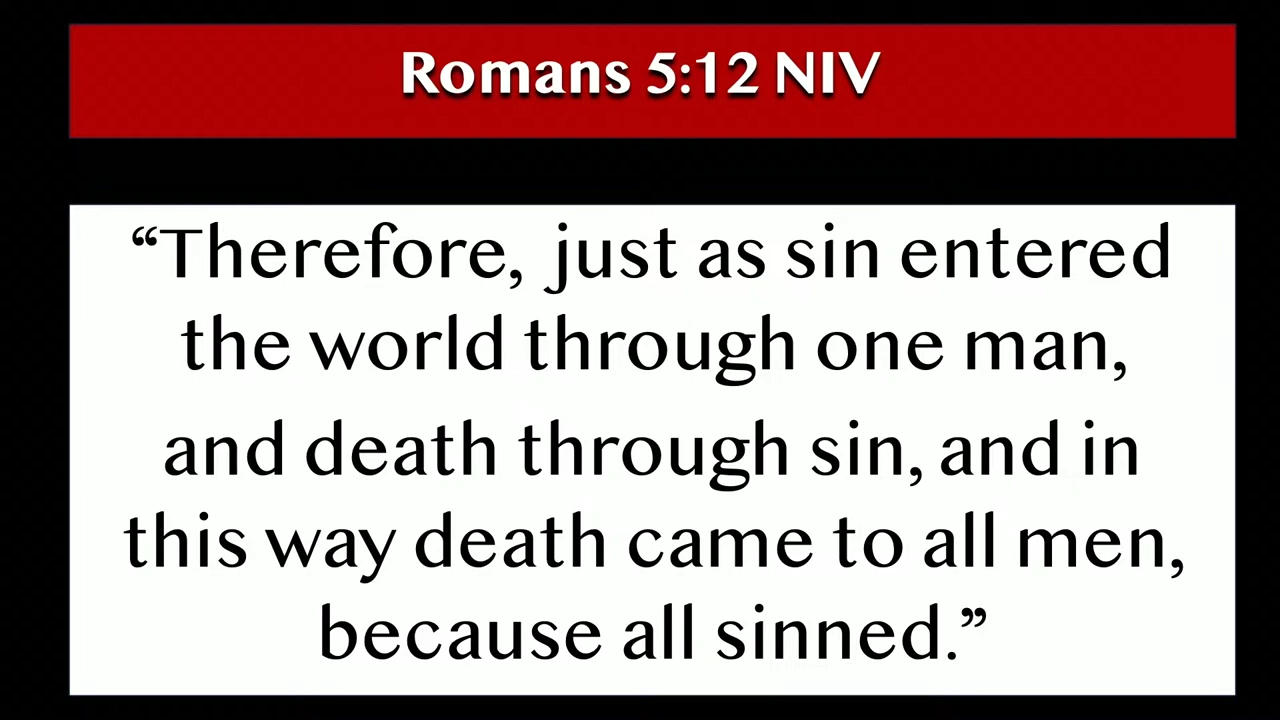 Romans 5:12 NIV
“Therefore, just as sin entered
the world through one man,
and death through sin, and in
this way death came to all men,
because all sinned.”